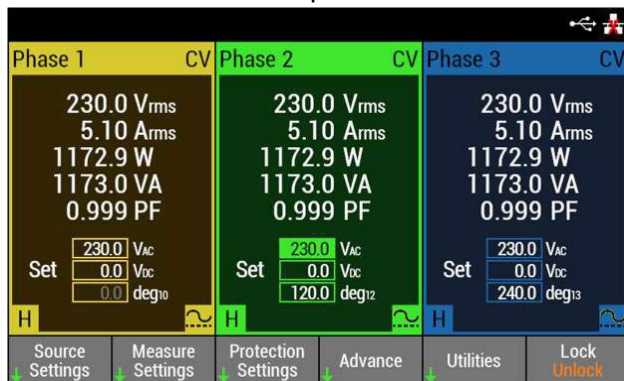 Phase 1 CV
230.0 Vrms
5.10 Arms
1172.9 W
1173.0 VA
0.999 PF
Set
230.0 VAC
0.0 VDC
0.0 deg10
H
Phase 2 CV
230.0 Vrms
5.10 Arms
1172.9 W
1173.0 VA
0.999 PF
Set
230.0 VAC
0.0 VDC
120.0 deg12
H
Phase 3 CV
230.0 Vrms
5.10 Arms
1172.9 W
1173.0 VA
0.999 PF
Set
230.0 VAC
0.0 VDC
240.0 deg13
H
Source
Settings
Measure
Settings
Protection
Settings
Advance
Utilities
Lock
Unlock